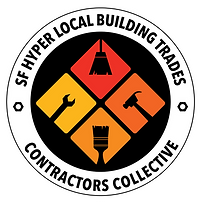 SF HYPER LOCAL BUILDING TRADES
CONTRACTORS COLLECTIVE